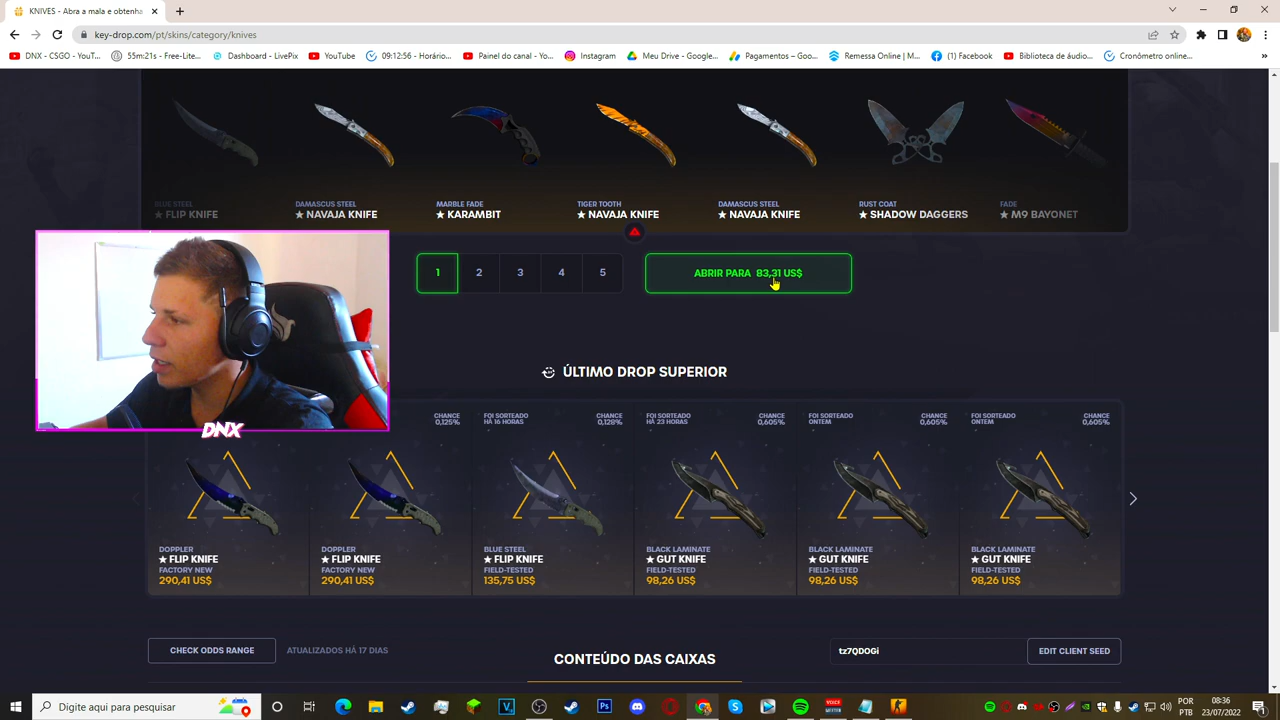 KNIVES - Abra a mala e obtenha
key-drop.com/pt/skins/category/knives
DNX - CSGO - YouT...
55m:21s - Free-Lite...
Dashboard - LivePix
YouTube
09:12:56 - Horário...
Painel do canal - Yo...
Instagram
Meu Drive - Google...
Pagamentos – Goo...
Remessa Online | M...
(1) Facebook
Biblioteca de áudio...
Cronômetro online...
»
BLUE STEEL
★ FLIP KNIFE
DAMASCUS STEEL
★ NAVAJA KNIFE
MARBLE FADE
★ KARAMBIT
TIGER TOOTH
★ NAVAJA KNIFE
DAMASCUS STEEL
★ NAVAJA KNIFE
RUST COAT
★ SHADOW DAGGERS
FADE
★ M9 BAYONET
1 2 3 4 5
ABRIR PARA 83,31 US$
DNX
ÚLTIMO DROP SUPERIOR
CHANCE
0,125%
FOI SORTEADO
HÁ 16 HORAS
CHANCE
0,128%
FOI SORTEADO
HÁ 23 HORAS
CHANCE
0,605%
FOI SORTEADO
ONTEM
CHANCE
0,605%
FOI SORTEADO
ONTEM
CHANCE
0,605%
DOPPLER
★ FLIP KNIFE
FACTORY NEW
290,41 US$
DOPPLER
★ FLIP KNIFE
FACTORY NEW
290,41 US$
BLUE STEEL
★ FLIP KNIFE
FIELD-TESTED
135,75 US$
BLACK LAMINATE
★ GUT KNIFE
FIELD-TESTED
98,26 US$
BLACK LAMINATE
★ GUT KNIFE
FIELD-TESTED
98,26 US$
BLACK LAMINATE
★ GUT KNIFE
FIELD-TESTED
98,26 US$
CHECK ODDS RANGE
ATUALIZADOS HÁ 17 DIAS
CONTEÚDO DAS CAIXAS
tz7QDOGi
EDIT CLIENT SEED
Digite aqui para pesquisar
POR
PTB
08:36
23/07/2022